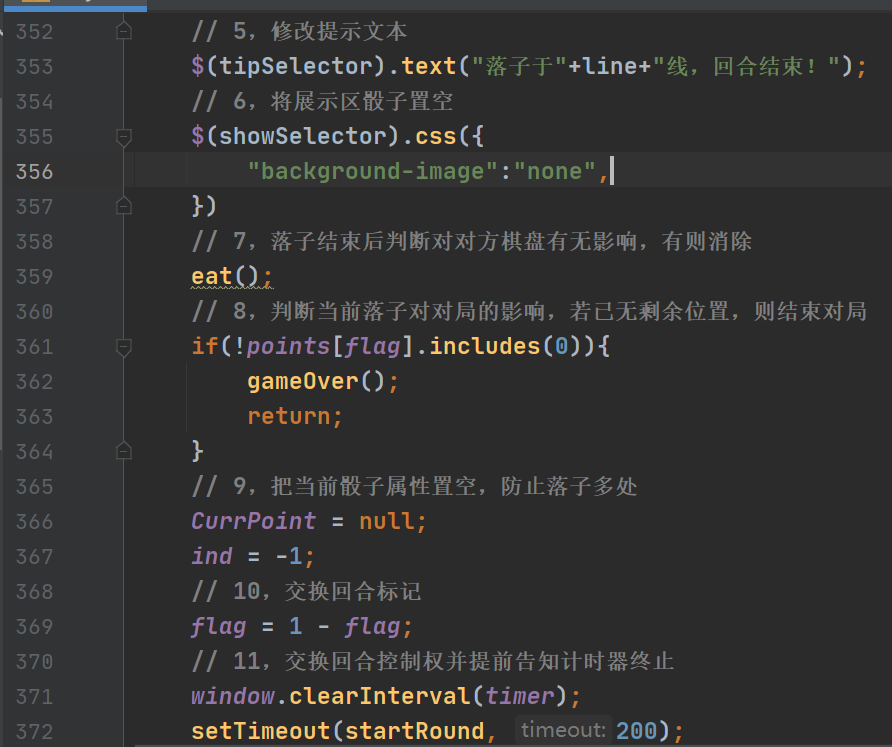 352 // 5，修改提示文本
353 $(tipSelector).text("落子于"+line+"线，回合结束！");
354 // 6，将展示区骰子置空
355 $(showSelector).css({
356 "background-image":"none",
357 })
358 // 7，落子结束后判断对对方棋盘有无影响，有则消除
359 eat();
360 // 8，判断当前落子对对局的影响，若已无剩余位置，则结束对局
361 if(!points[flag].includes(0)){
362 gameOver();
363 return;
364 }
365 // 9，把当前骰子属性置空，防止落子多处
366 CurrPoint = null;
367 ind = -1;
368 // 10，交换回合标记
369 flag = 1 - flag;
370 // 11，交换回合控制权并提前告知计时器终止
371 window.clearInterval(timer);
372 setTimeout(startRound, timeout: 200);